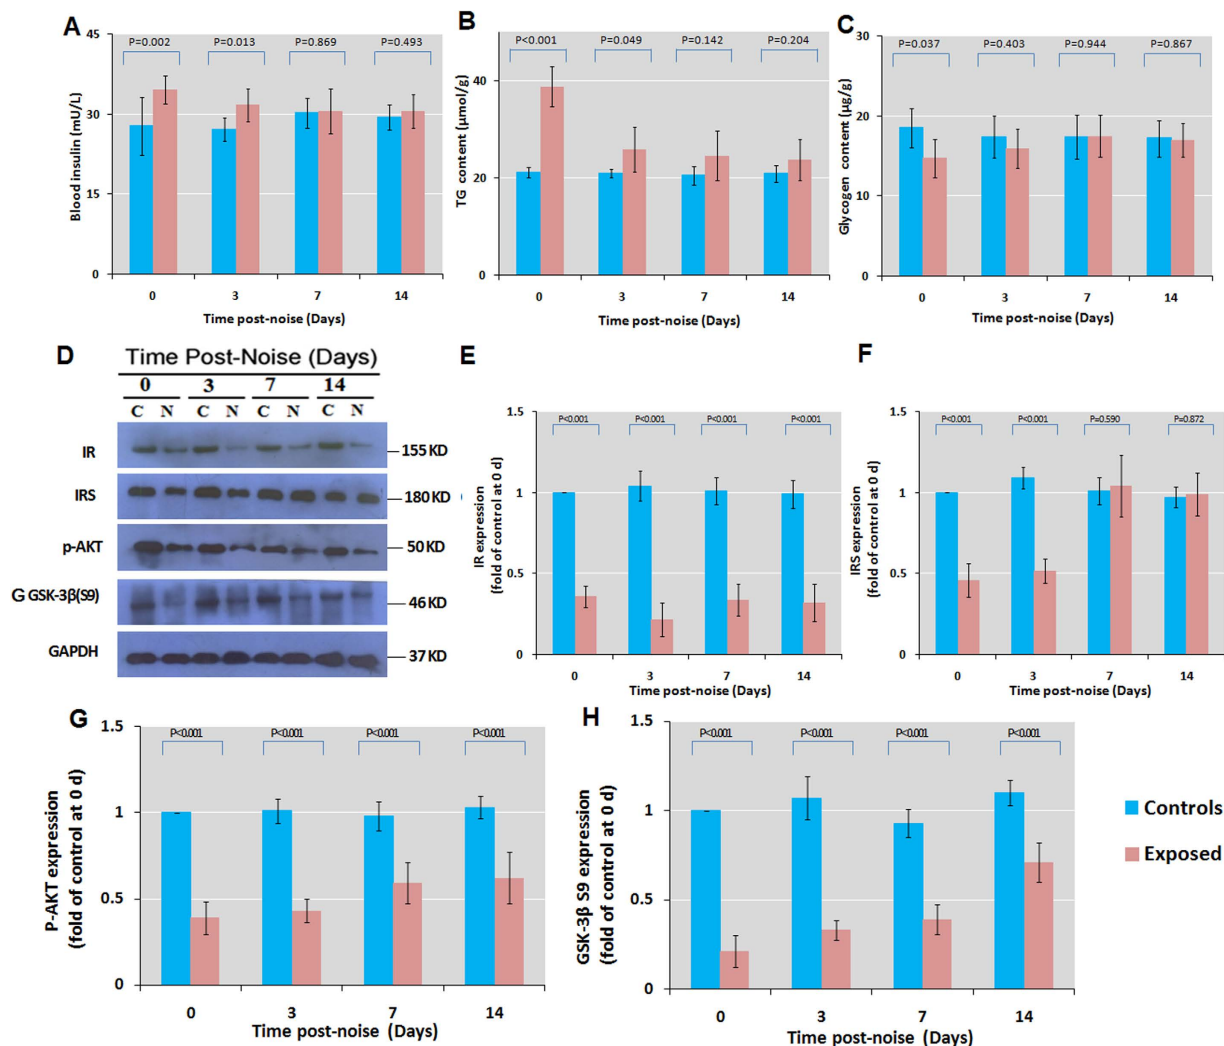 A
45
30
15
0
Blood insulin (mU/L)
P=0.002 P=0.013 P=0.869 P=0.493
0 3 7 14
Time post-noise (Days)
B
40
20
0
TG content (µmol/g)
P<0.001 P=0.049 P=0.142 P=0.204
0 3 7 14
Time post-noise (Days)
C
30
20
10
0
Glycogen content (µg/g)
P=0.037 P=0.403 P=0.944 P=0.867
0 3 7 14
Time post-noise (Days)
D
Time Post-Noise (Days)
0 3 7 14
C N C N C N C N
IR 155 KD
IRS 180 KD
p-AKT 50 KD
G GSK-3β(S9) 46 KD
GAPDH 37 KD
E
1.5
1
0.5
0
IR expression
(fold of control at 0 d)
P<0.001 P<0.001 P<0.001 P<0.001
0 3 7 14
Time post-noise (Days)
F
1.5
1
0.5
0
IRS expression
(fold of control at 0 d)
P<0.001 P<0.001 P=0.590 P=0.872
0 3 7 14
Time post-noise (Days)
G
1.5
1
0.5
0
P-AKT expression
(fold of control at 0 d)
P<0.001 P<0.001 P<0.001 P<0.001
0 3 7 14
Time post-noise (Days)
H
1.5
1
0.5
0
GSK-3β S9 expression
(fold of control at 0 d)
P<0.001 P<0.001 P<0.001 P<0.001
0 3 7 14
Time post-noise (Days)
Controls
Exposed